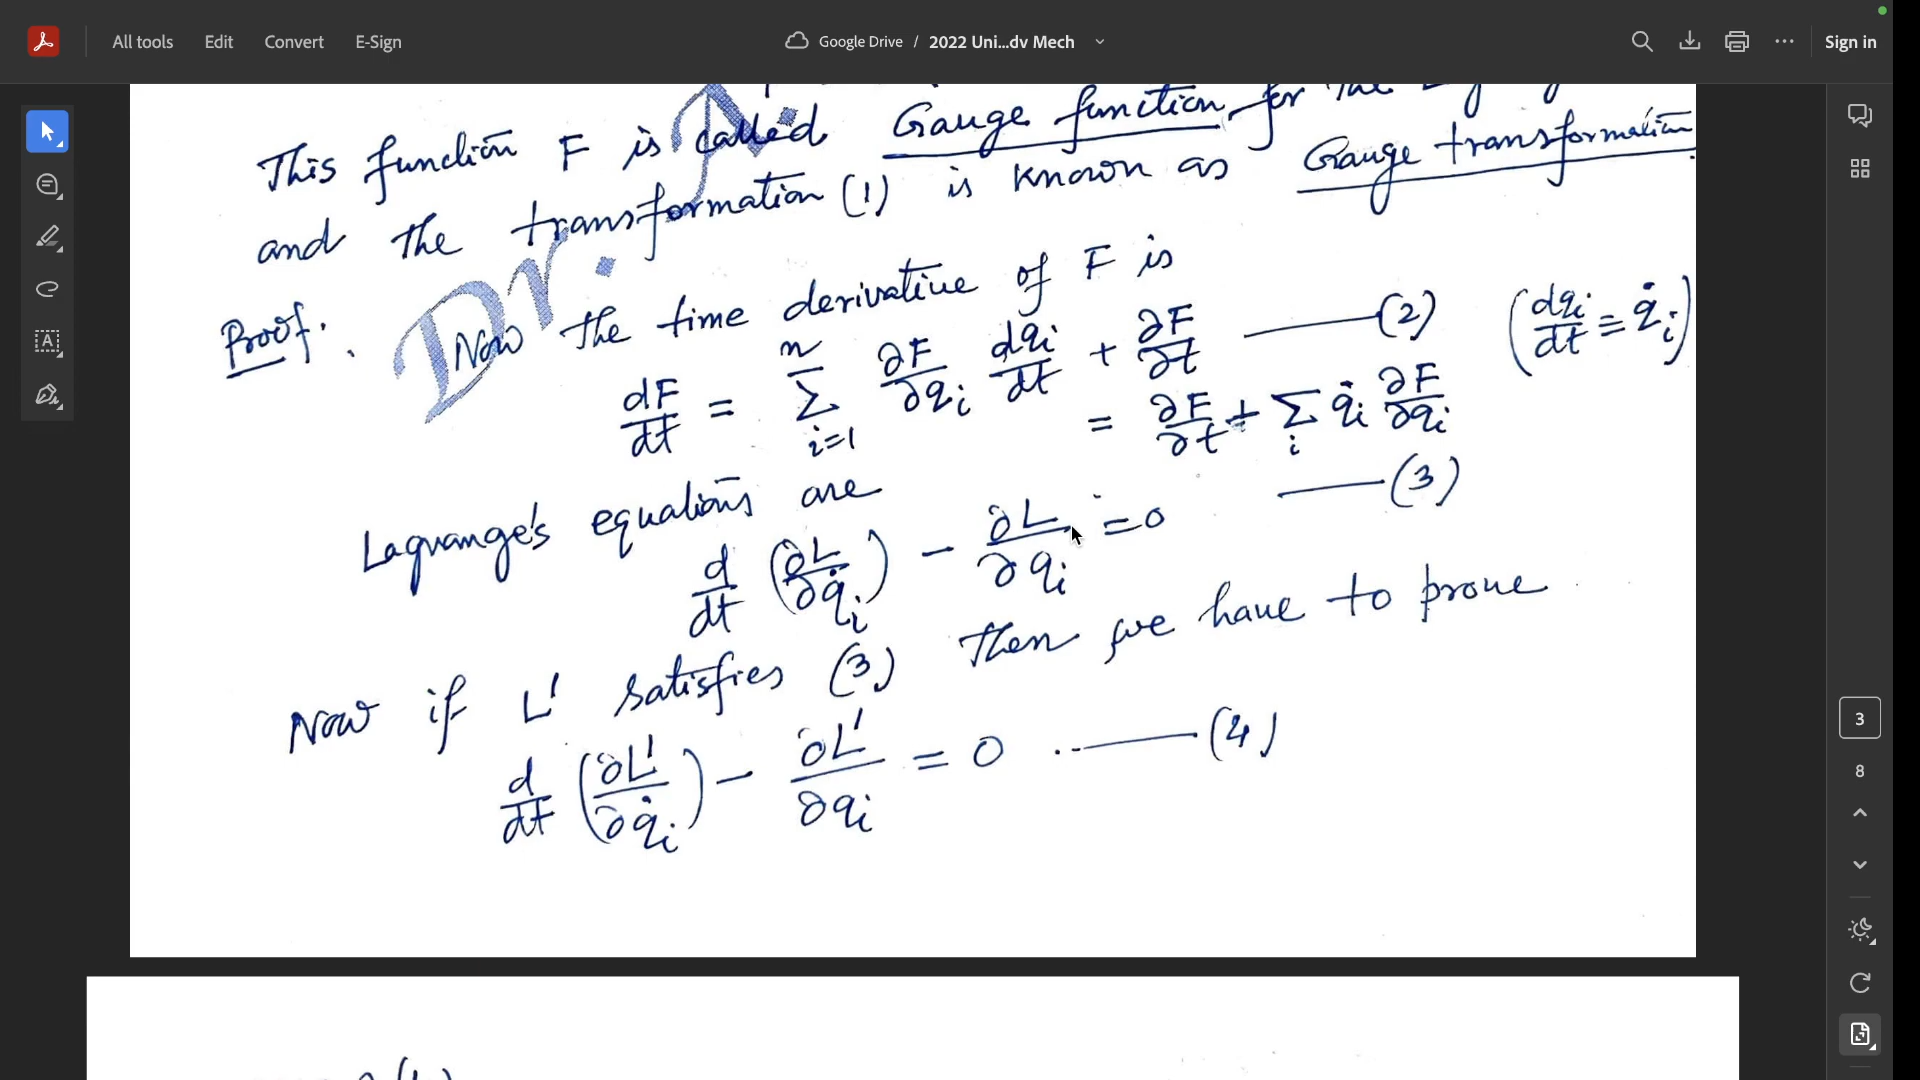 All tools Edit Convert E-Sign Google Drive / 2022 Uni...dv Mech Sign in
This function F is called Gauge function for the
and the transformation (1) is known as Gauge transformation.
Dr.
Proof: Now the time derivative of F is
dF/dt = Σ_{i=1}^{n} ∂F/∂q_i dq_i/dt + ∂F/∂t —— (2) (dq_i/dt = q̇_i)
= ∂F/∂t + Σ_i q̇_i ∂F/∂q_i
Lagrange's equations are
d/dt (∂L/∂q̇_i) - ∂L/∂q_i = 0 —— (3)
Now if L' satisfies (3) then we have to prove
d/dt (∂L'/∂q̇_i) - ∂L'/∂q_i = 0 —— (4)
3
8